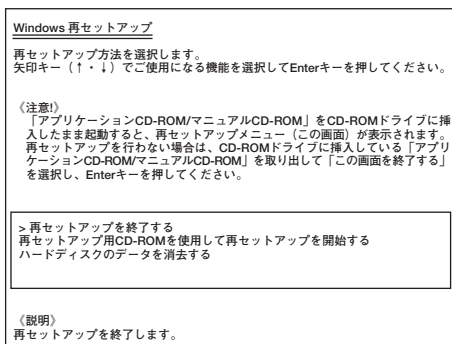 Windows 再セットアップ
再セットアップ方法を選択します。
矢印キー（↑・↓）でご使用になる機能を選択してEnterキーを押してください。
《注意!》
「アプリケーションCD-ROM/マニュアルCD-ROM」をCD-ROMドライブに挿
入したまま起動すると、再セットアップメニュー（この画面）が表示されます。
再セットアップを行わない場合は、CD-ROMドライブに挿入している「アプリ
ケーションCD-ROM/マニュアルCD-ROM」を取り出して「この画面を終了する」
を選択し、Enterキーを押してください。
> 再セットアップを終了する
再セットアップ用CD-ROMを使用して再セットアップを開始する
ハードディスクのデータを消去する
《説明》
再セットアップを終了します。